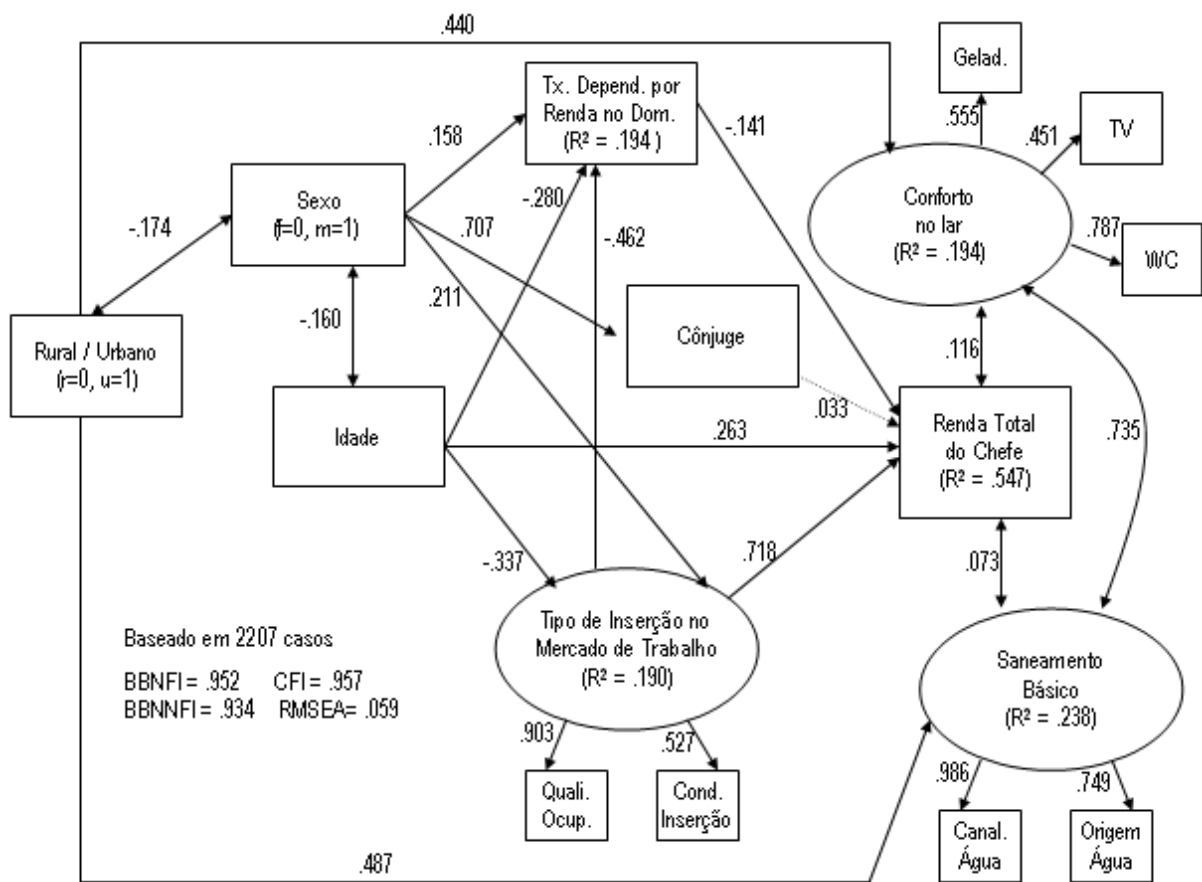 .440
Gelad.
.555
.451
TV
Tx. Depend. por
Renda no Dom.
(R² = .194 )
-.141
.158
Conforto
no lar
(R² = .194)
.787
WC
Sexo
(f=0, m=1)
-.174
-.280
.707
-.462
.211
-.160
Rural / Urbano
(r=0, u=1)
Cônjuge
.116
.033
Idade
.263
Renda Total
do Chefe
(R² = .547)
.735
-.337
.718
.073
Tipo de Inserção no
Mercado de Trabalho
(R² = .190)
Baseado em 2207 casos
BBNFI = .952 CFI = .957
BBNNFI = .934 RMSEA= .059
Saneamento
Básico
(R² = .238)
.903
.527
.986
.749
Quali.
Ocup.
Cond.
Inserção
Canal.
Água
Origem
Água
.487